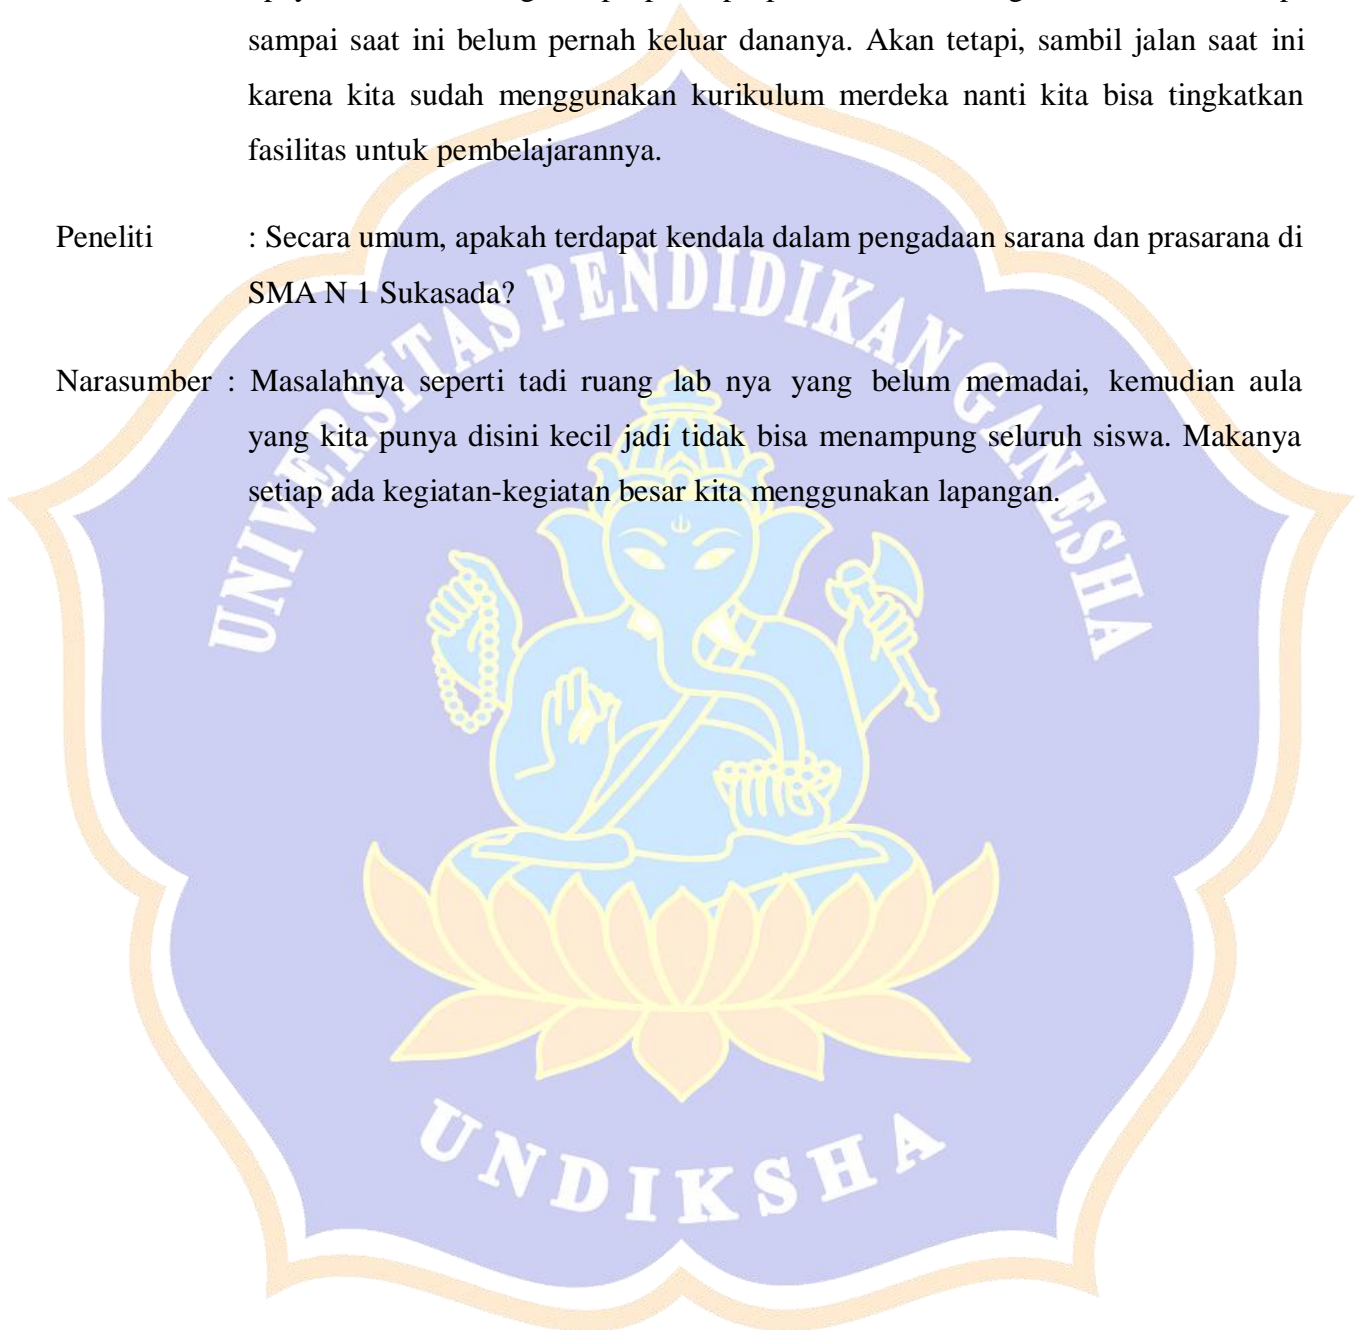 sampai saat ini belum pernah keluar dananya. Akan tetapi, sambil jalan saat ini
karena kita sudah menggunakan kurikulum merdeka nanti kita bisa tingkatkan
fasilitas untuk pembelajarannya.
Peneliti : Secara umum, apakah terdapat kendala dalam pengadaan sarana dan prasarana di
SMA N 1 Sukasada?
Narasumber : Masalahnya seperti tadi ruang lab nya yang belum memadai, kemudian aula
yang kita punya disini kecil jadi tidak bisa menampung seluruh siswa. Makanya
setiap ada kegiatan-kegiatan besar kita menggunakan lapangan.
UNIVERSITAS PENDIDIKAN GANESHA
UNDIKSHA